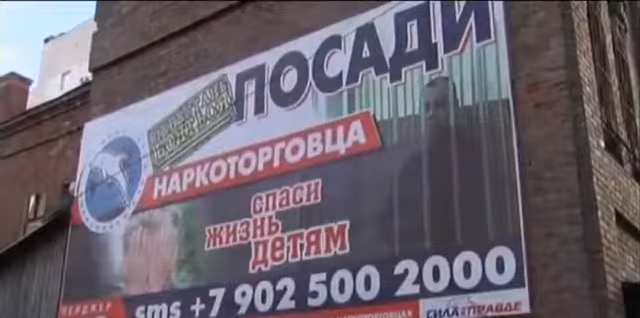 ПОСАДИ
НАРКОТОРГОВЦА
спаси
жизнь
детям
sms +7 902 500 2000
СИЛА В ПРАВДЕ